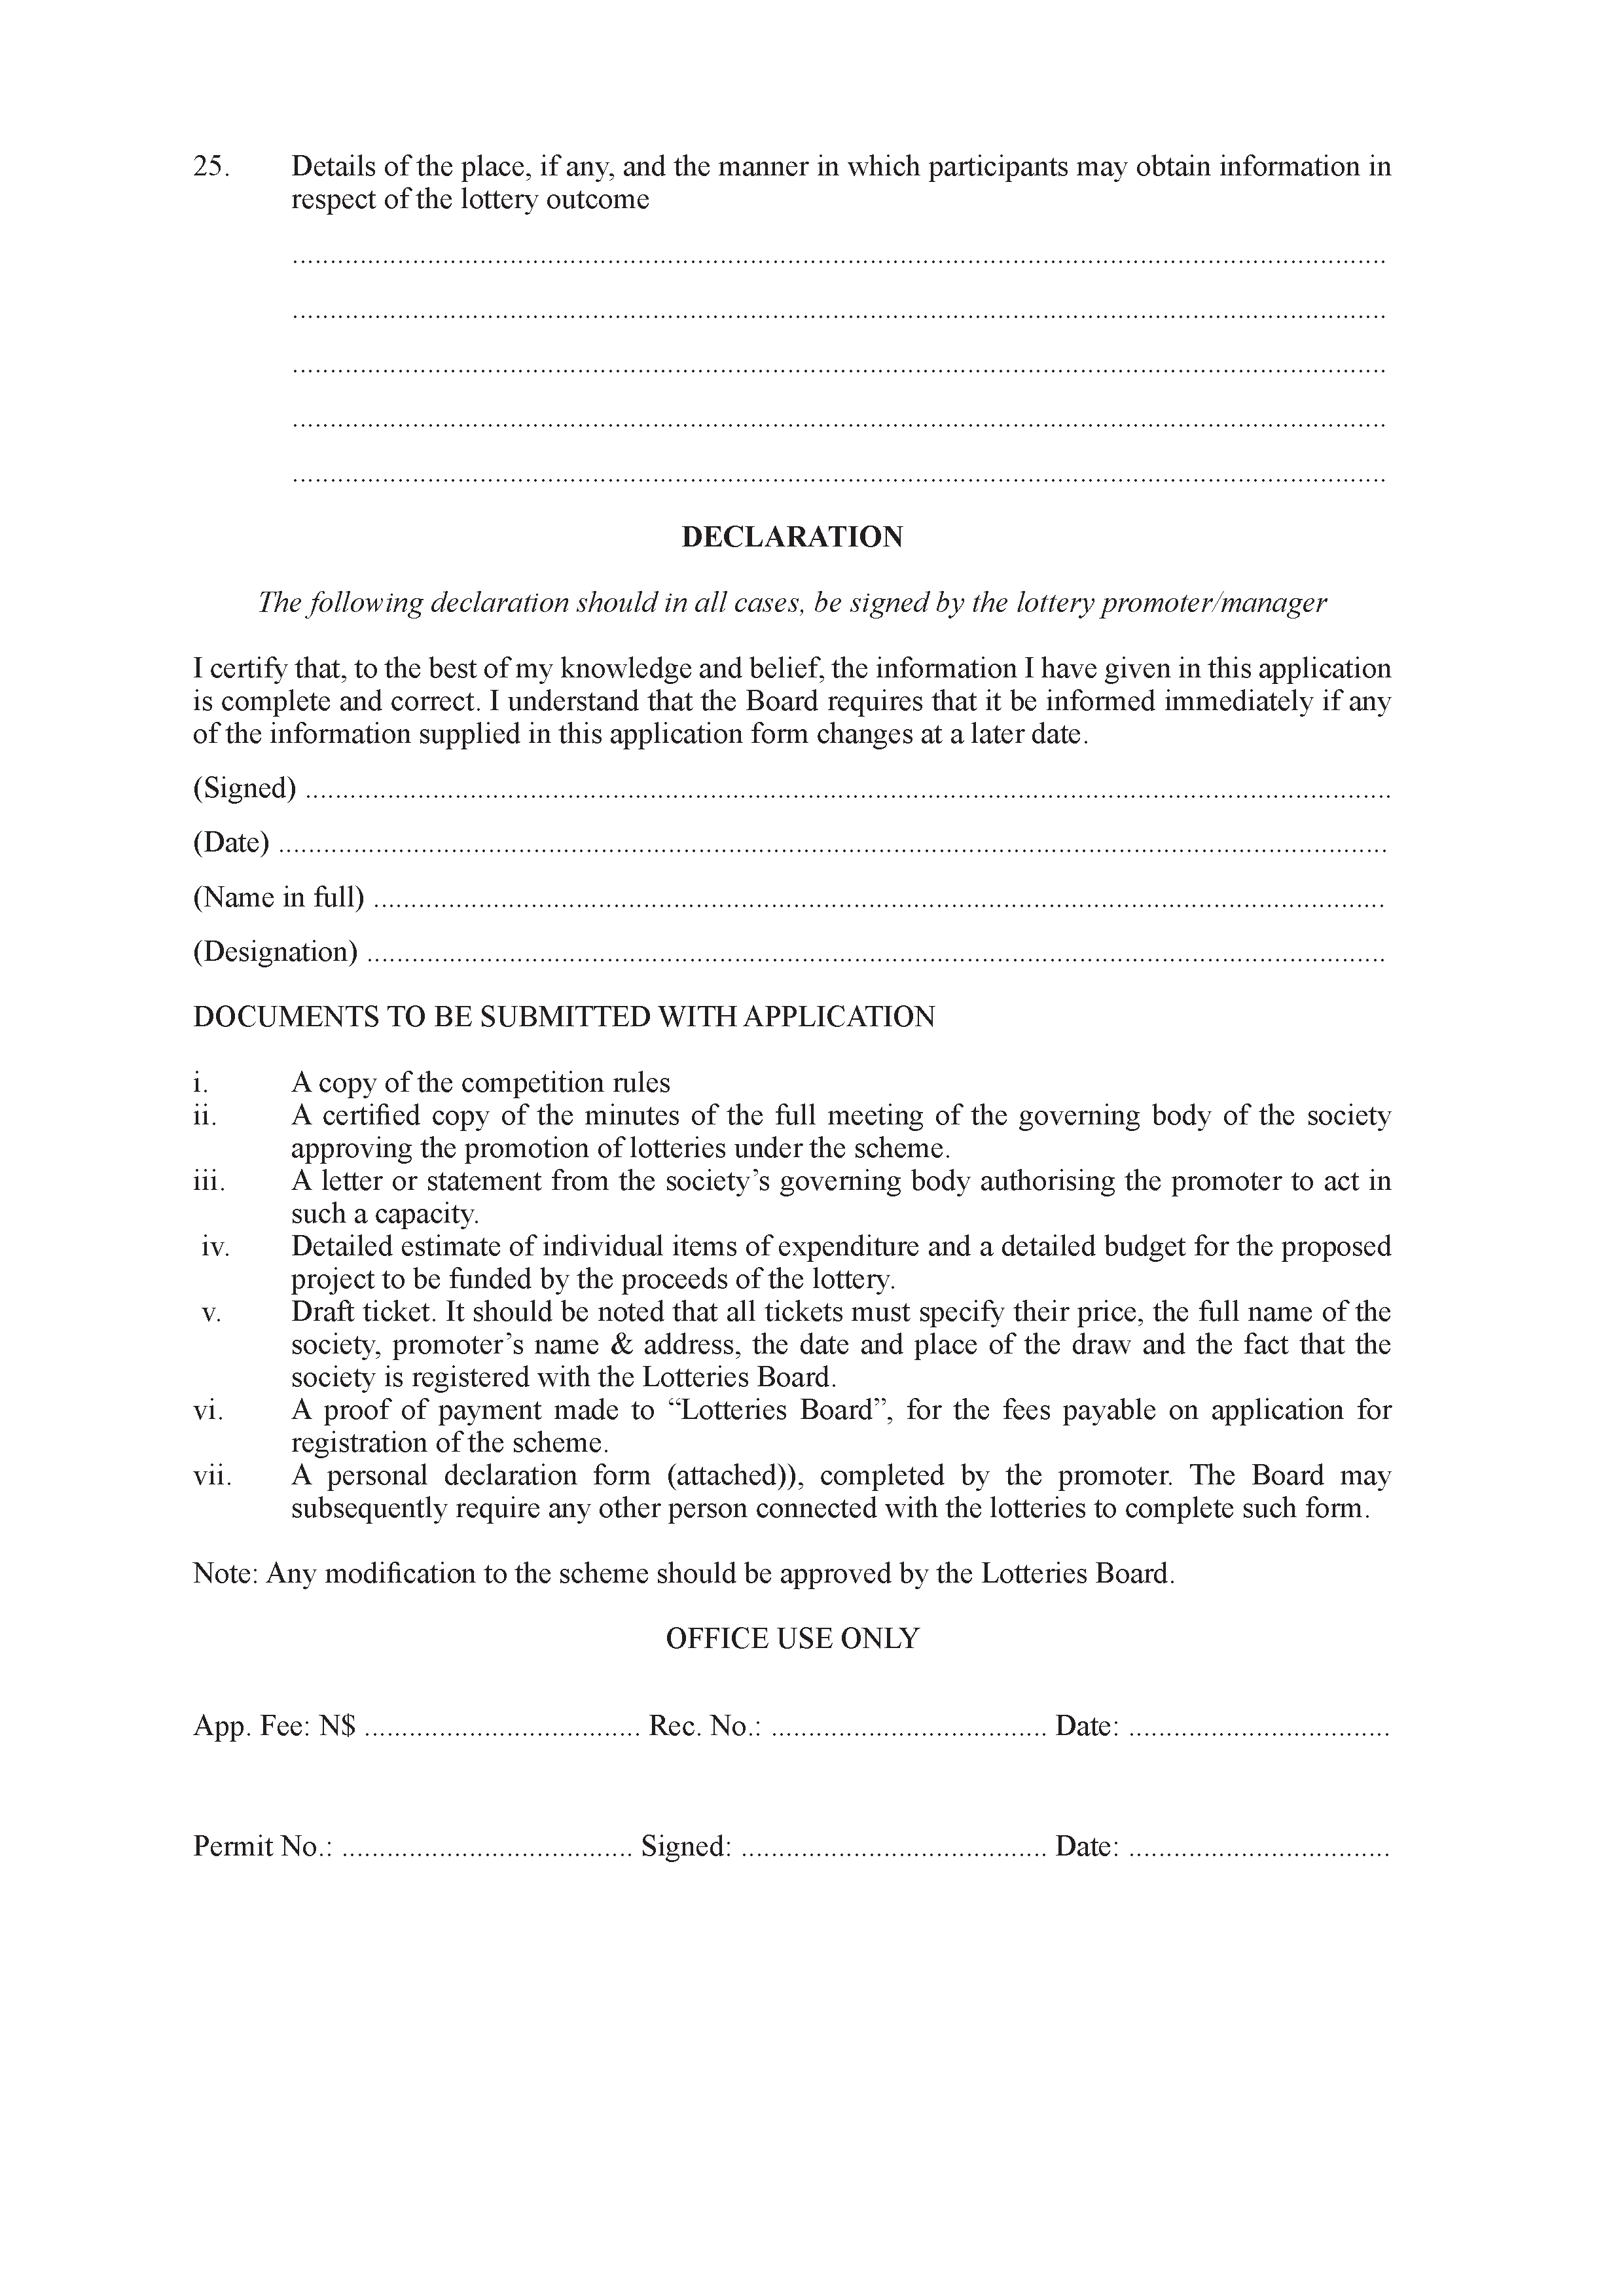 25. Details of the place, if any, and the manner in which participants may obtain information in
respect of the lottery outcome
....................................................................................................................................................
....................................................................................................................................................
....................................................................................................................................................
....................................................................................................................................................
....................................................................................................................................................
DECLARATION
The following declaration should in all cases, be signed by the lottery promoter/manager
I certify that, to the best of my knowledge and belief, the information I have given in this application
is complete and correct. I understand that the Board requires that it be informed immediately if any
of the information supplied in this application form changes at a later date.
(Signed) ....................................................................................................................................................
(Date) ....................................................................................................................................................
(Name in full) ..........................................................................................................................................
(Designation) ..........................................................................................................................................
DOCUMENTS TO BE SUBMITTED WITH APPLICATION
i. A copy of the competition rules
ii. A certified copy of the minutes of the full meeting of the governing body of the society
approving the promotion of lotteries under the scheme.
iii. A letter or statement from the society’s governing body authorising the promoter to act in
such a capacity.
iv. Detailed estimate of individual items of expenditure and a detailed budget for the proposed
project to be funded by the proceeds of the lottery.
v. Draft ticket. It should be noted that all tickets must specify their price, the full name of the
society, promoter’s name & address, the date and place of the draw and the fact that the
society is registered with the Lotteries Board.
vi. A proof of payment made to “Lotteries Board”, for the fees payable on application for
registration of the scheme.
vii. A personal declaration form (attached)), completed by the promoter. The Board may
subsequently require any other person connected with the lotteries to complete such form.
Note: Any modification to the scheme should be approved by the Lotteries Board.
OFFICE USE ONLY
App. Fee: N$ ..................................... Rec. No.: ..................................... Date: ...................................
Permit No.: ....................................... Signed: ......................................... Date: ...................................